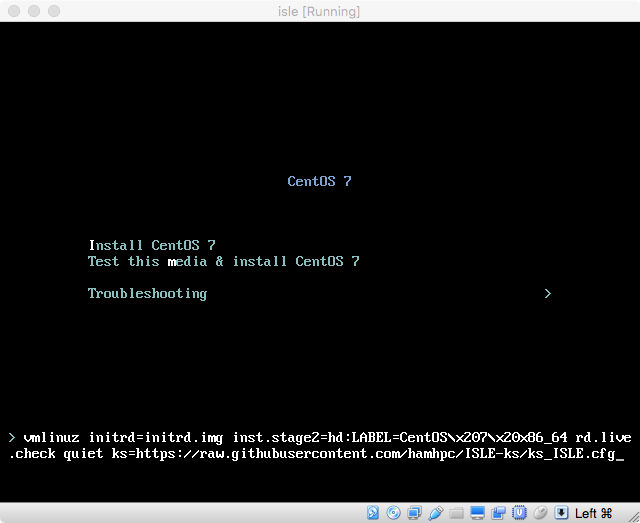 isle [Running]
CentOS 7
Install CentOS 7
Test this media & install CentOS 7
Troubleshooting >
> vmlinuz initrd=initrd.img inst.stage2=hd:LABEL=CentOS\x207\x20x86_64 rd.live
.check quiet ks=https://raw.githubusercontent.com/hamhpc/ISLE-ks/ks_ISLE.cfg_
Left ⌘